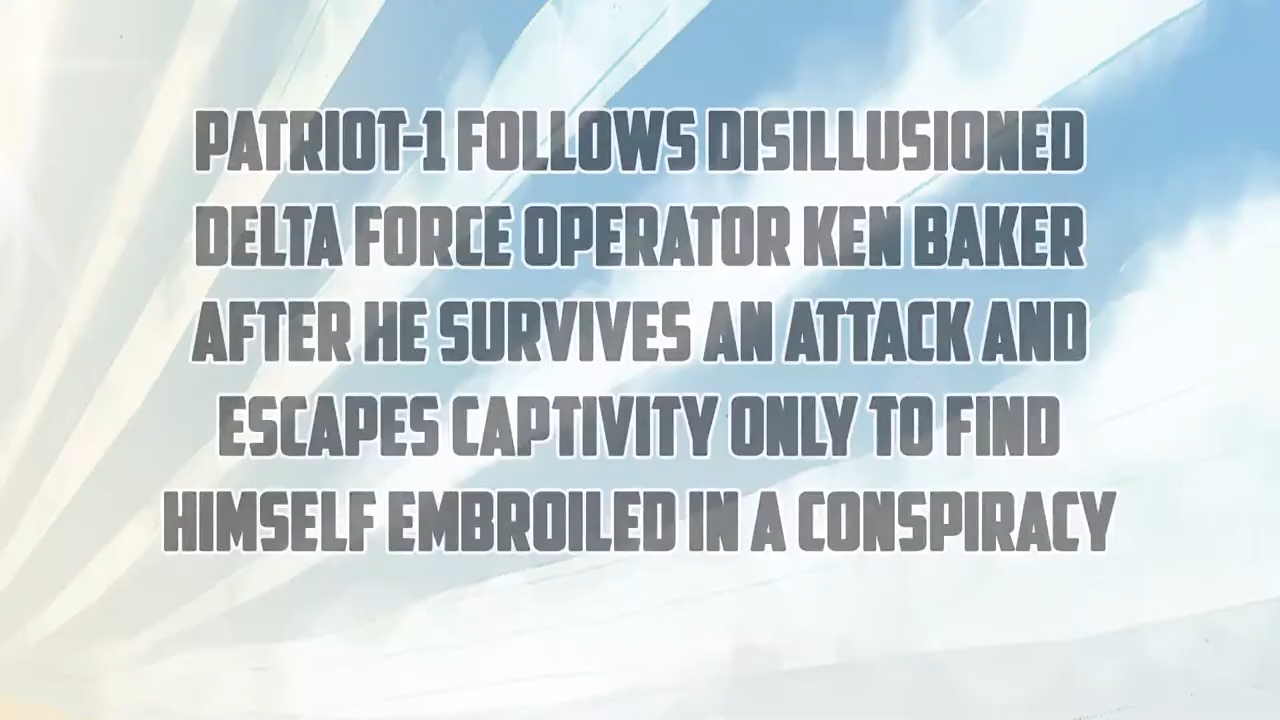 PATRIOT-1 FOLLOWS DISILLUSIONED
DELTA FORCE OPERATOR KEN BAKER
AFTER HE SURVIVES AN ATTACK AND
ESCAPES CAPTIVITY ONLY TO FIND
HIMSELF EMBROILED IN A CONSPIRACY